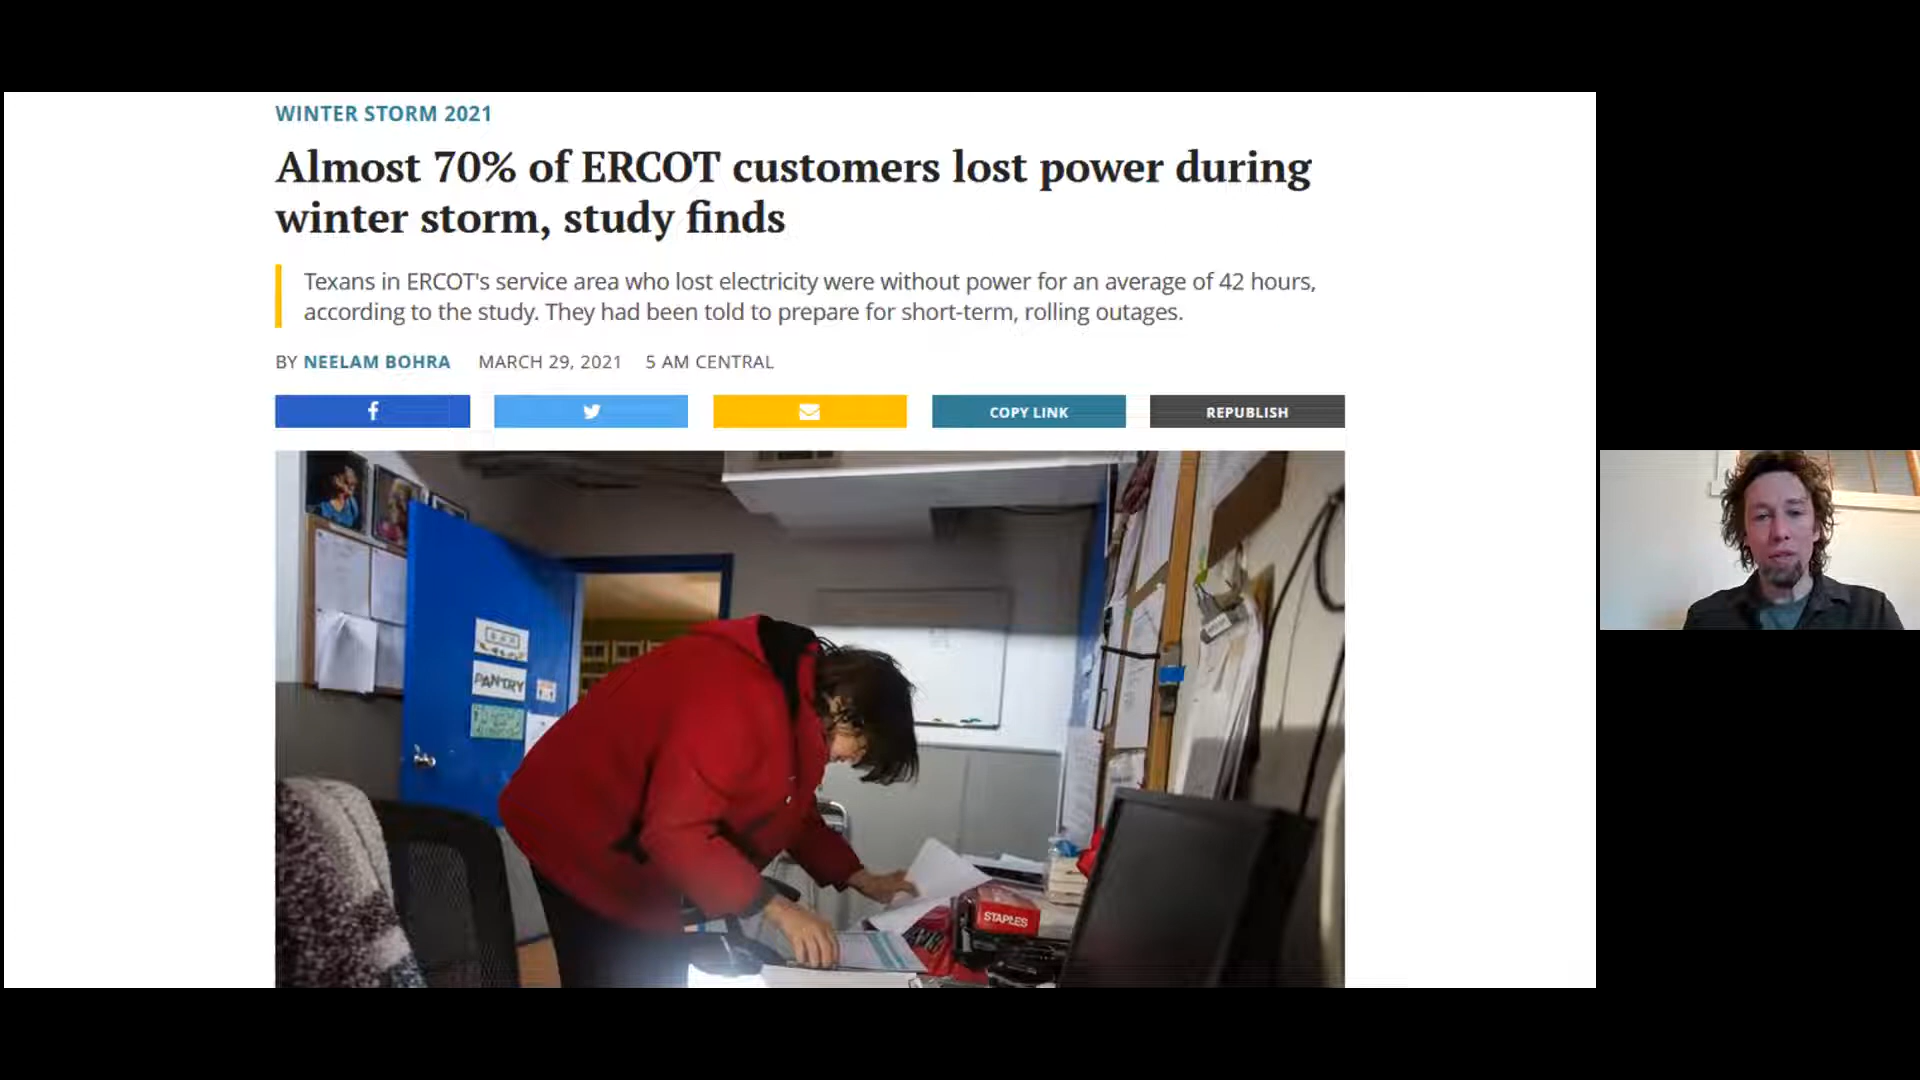 WINTER STORM 2021
Almost 70% of ERCOT customers lost power during
winter storm, study finds
Texans in ERCOT's service area who lost electricity were without power for an average of 42 hours,
according to the study. They had been told to prepare for short-term, rolling outages.
BY NEELAM BOHRA MARCH 29, 2021 5 AM CENTRAL
COPY LINK REPUBLISH
PANTRY
STAPLES